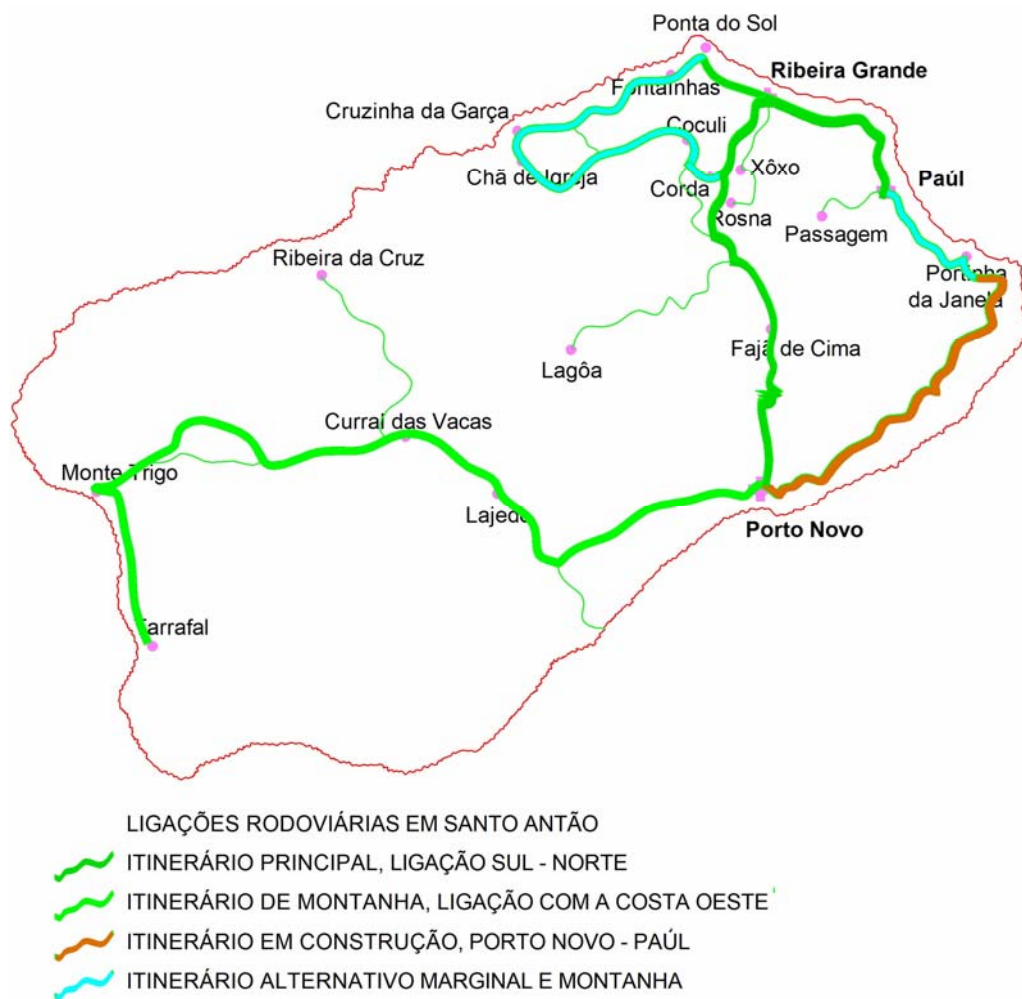 Ponta do Sol
Ribeira Grande
Fontaínhas
Cruzinha da Garça
Coculi
Chã de Igreja
Corda
Xôxo
Paúl
Rosna
Passagem
Ribeira da Cruz
Portinha
da Janela
Lagôa
Fajã de Cima
Curral das Vacas
Monte Trigo
Lajedo
Porto Novo
Tarrafal
LIGAÇÕES RODOVIÁRIAS EM SANTO ANTÃO
ITINERÁRIO PRINCIPAL, LIGAÇÃO SUL - NORTE
ITINERÁRIO DE MONTANHA, LIGAÇÃO COM A COSTA OESTE
ITINERÁRIO EM CONSTRUÇÃO, PORTO NOVO - PAÚL
ITINERÁRIO ALTERNATIVO MARGINAL E MONTANHA